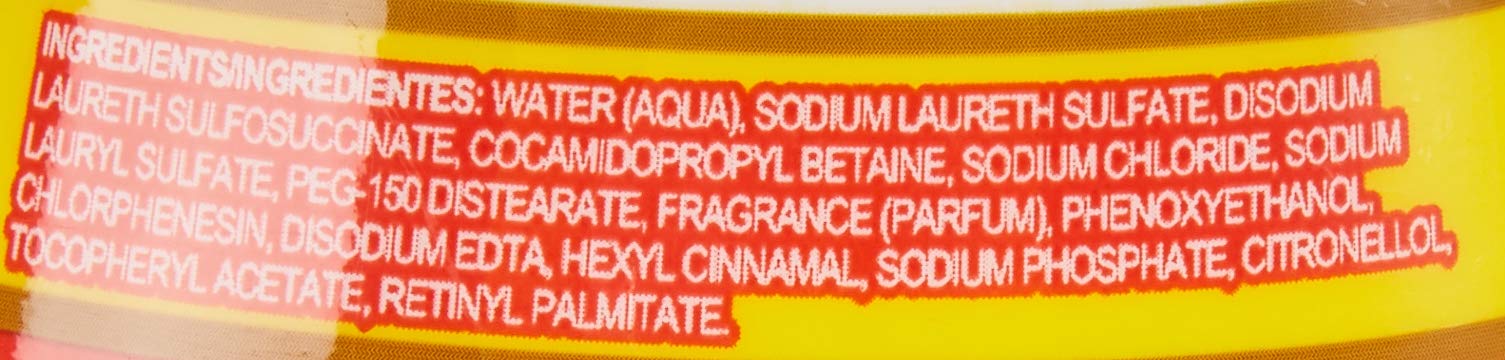 INGREDIENTS/INGREDIENTES: WATER (AQUA), SODIUM LAURETH SULFATE, DISODIUM
LAURETH SULFOSUCCINATE, COCAMIDOPROPYL BETAINE, SODIUM CHLORIDE, SODIUM
LAURYL SULFATE, PEG-150 DISTEARATE, FRAGRANCE (PARFUM), PHENOXYETHANOL,
CHLORPHENESIN, DISODIUM EDTA, HEXYL CINNAMAL, SODIUM PHOSPHATE, CITRONELLOL,
TOCOPHERYL ACETATE, RETINYL PALMITATE.